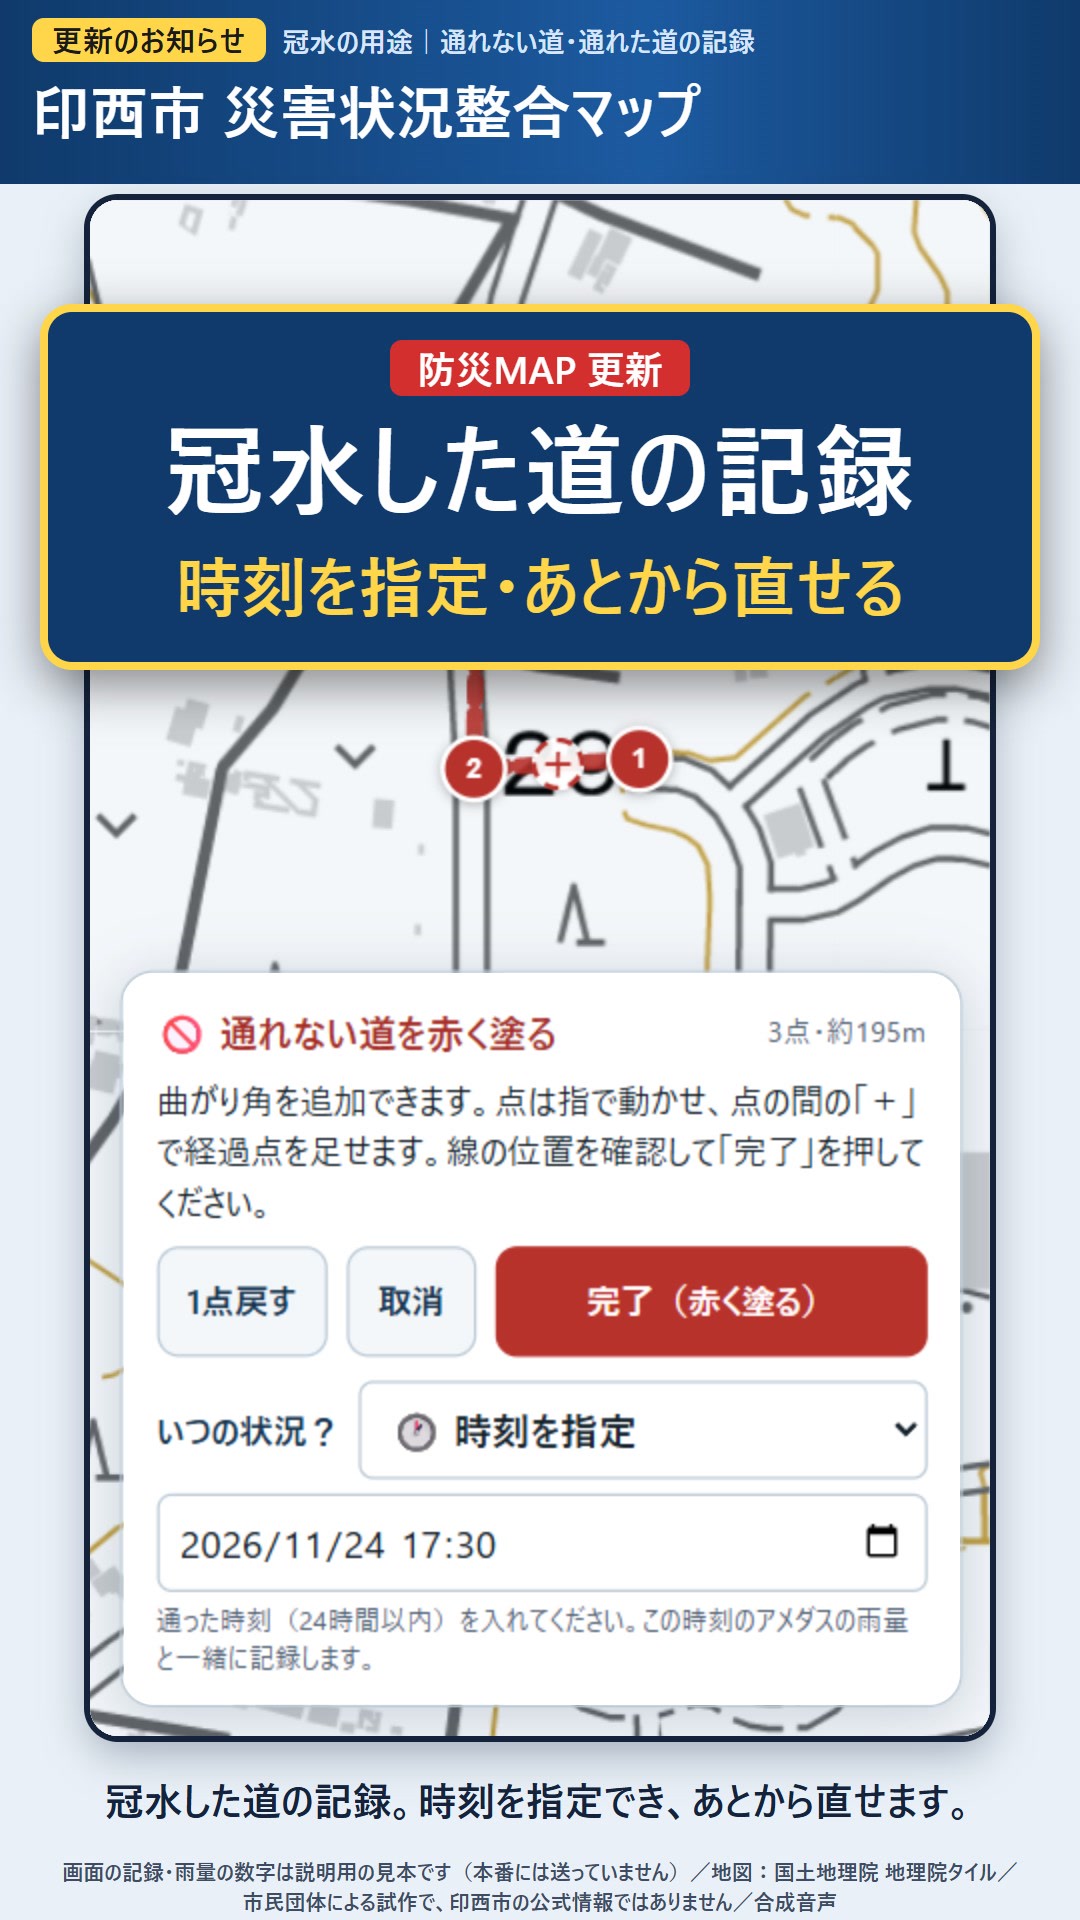 更新のお知らせ
冠水の用途｜通れない道・通れた道の記録
印西市 災害状況整合マップ
防災MAP 更新
冠水した道の記録
時刻を指定・あとから直せる
2
+
1
🚫 通れない道を赤く塗る
3点・約195m
曲がり角を追加できます。点は指で動かせ、点の間の「＋」
で経過点を足せます。線の位置を確認して「完了」を押して
ください。
1点戻す
取消
完了（赤く塗る）
いつの状況？
🕐 時刻を指定
2026/11/24 17:30
通った時刻（24時間以内）を入れてください。この時刻のアメダスの雨量
と一緒に記録します。
冠水した道の記録。時刻を指定でき、あとから直せます。
画面の記録・雨量の数字は説明用の見本です（本番には送っていません）／地図：国土地理院 地理院タイル／
市民団体による試作で、印西市の公式情報ではありません／合成音声